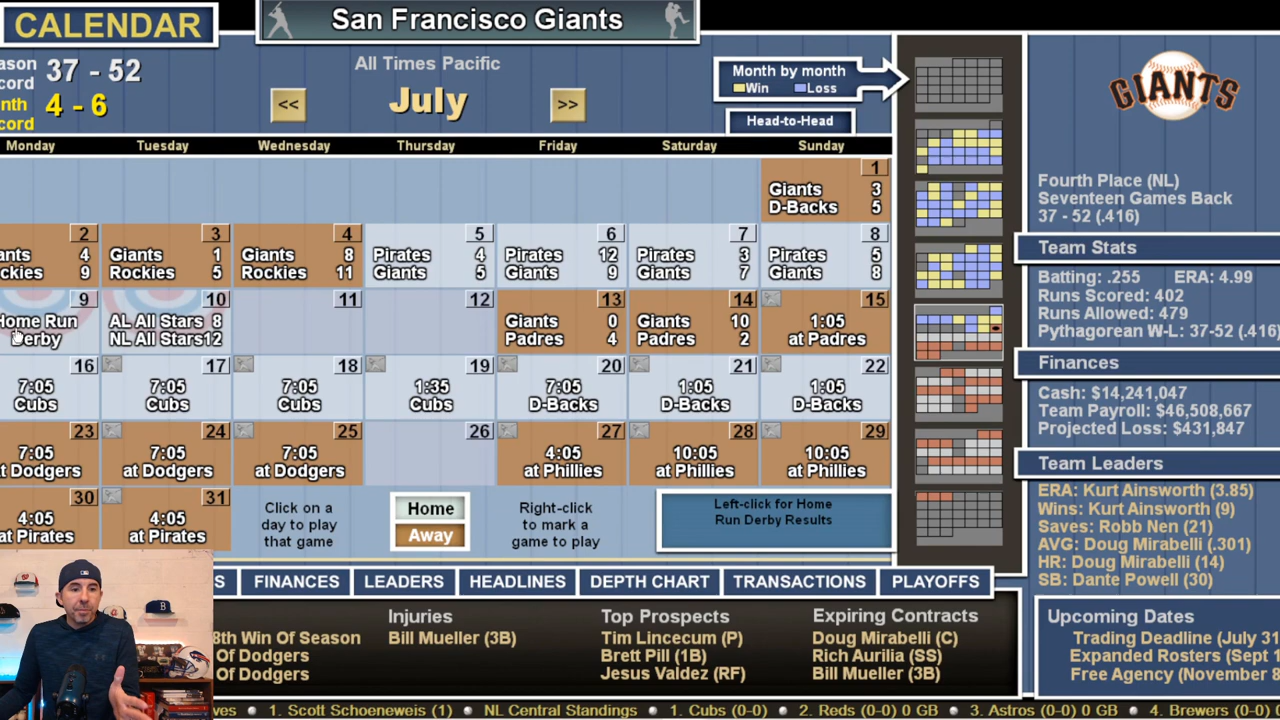 CALENDAR
San Francisco Giants
37 - 52
4 - 6
All Times Pacific
<< July >>
Month by month
Win Loss
Head-to-Head
Monday Tuesday Wednesday Thursday Friday Saturday Sunday
1
Giants 3
D-Backs 5
2 3 4 5 6 7 8
4 Giants 1 Giants 8 Pirates 4 Pirates 12 Pirates 3 Pirates 5
9 Rockies 5 Rockies 11 Giants 5 Giants 9 Giants 7 Giants 8
9 10 11 12 13 14 15
Home Run AL All Stars 8 Giants 0 Giants 10 1:05
Derby NL All Stars 12 Padres 4 Padres 2 at Padres
16 17 18 19 20 21 22
7:05 7:05 7:05 1:35 7:05 1:05 1:05
Cubs Cubs Cubs Cubs D-Backs D-Backs D-Backs
23 24 25 26 27 28 29
7:05 7:05 7:05 4:05 10:05 10:05
at Dodgers at Dodgers at Dodgers at Phillies at Phillies at Phillies
30 31
4:05 4:05
at Pirates at Pirates
Click on a
day to play
that game
Home
Away
Right-click
to mark a
game to play
Left-click for Home
Run Derby Results
GIANTS
Fourth Place (NL)
Seventeen Games Back
37 - 52 (.416)
Team Stats
Batting: .255 ERA: 4.99
Runs Scored: 402
Runs Allowed: 479
Pythagorean W-L: 37-52 (.416)
Finances
Cash: $14,241,047
Team Payroll: $46,508,667
Projected Loss: $431,847
Team Leaders
ERA: Kurt Ainsworth (3.85)
Wins: Kurt Ainsworth (9)
Saves: Robb Nen (21)
AVG: Doug Mirabelli (.301)
HR: Doug Mirabelli (14)
SB: Dante Powell (30)
Upcoming Dates
Trading Deadline (July 31
Expanded Rosters (Sept 1
Free Agency (November 8
FINANCES LEADERS HEADLINES DEPTH CHART TRANSACTIONS PLAYOFFS
8th Win Of Season
Of Dodgers
Of Dodgers
Injuries
Bill Mueller (3B)
Top Prospects
Tim Lincecum (P)
Brett Pill (1B)
Jesus Valdez (RF)
Expiring Contracts
Doug Mirabelli (C)
Rich Aurilia (SS)
Bill Mueller (3B)
1. Scott Schoeneweis (1) NL Central Standings 1. Cubs (0-0) 2. Reds (0-0) 0 GB 3. Astros (0-0) 0 GB 4. Brewers (0-0)